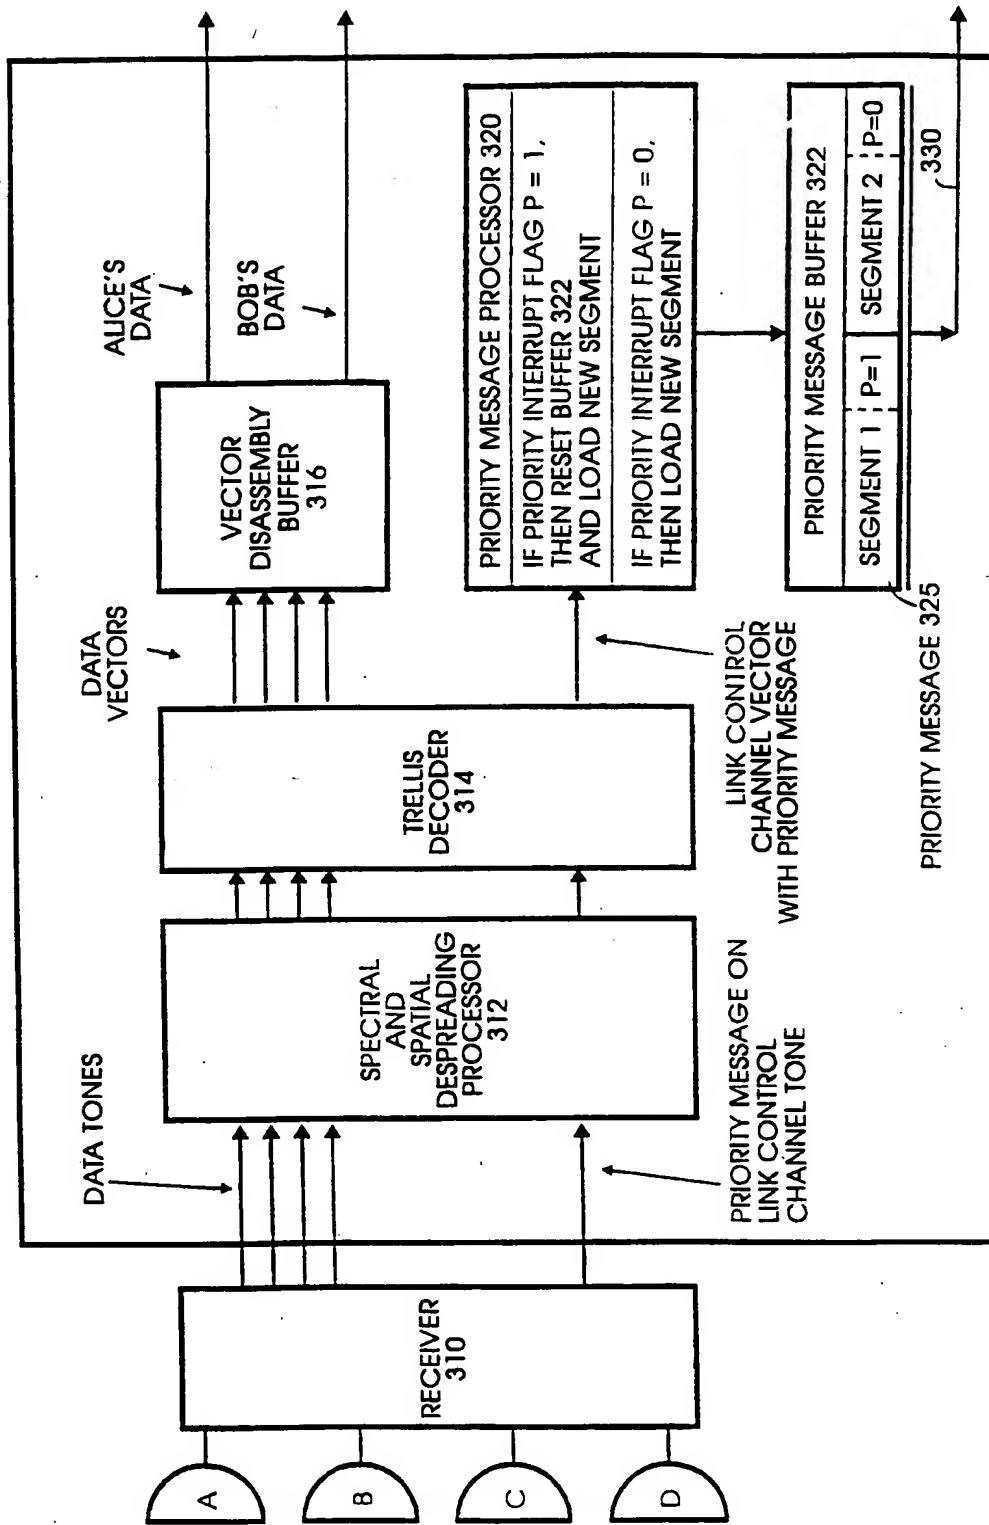 A
B
C
D
RECEIVER
310
DATA TONES
PRIORITY MESSAGE ON
LINK CONTROL
CHANNEL TONE
SPECTRAL
AND
SPATIAL
DESPREADING
PROCESSOR
312
TRELLIS
DECODER
314
DATA
VECTORS
LINK CONTROL
CHANNEL VECTOR
WITH PRIORITY MESSAGE
VECTOR
DISASSEMBLY
BUFFER
316
ALICE'S
DATA
BOB'S
DATA
PRIORITY MESSAGE PROCESSOR 320
IF PRIORITY INTERRUPT FLAG P = 1,
THEN RESET BUFFER 322
AND LOAD NEW SEGMENT
IF PRIORITY INTERRUPT FLAG P = 0,
THEN LOAD NEW SEGMENT
PRIORITY MESSAGE BUFFER 322
SEGMENT 1 P=1 SEGMENT 2 P=0
PRIORITY MESSAGE 325
330